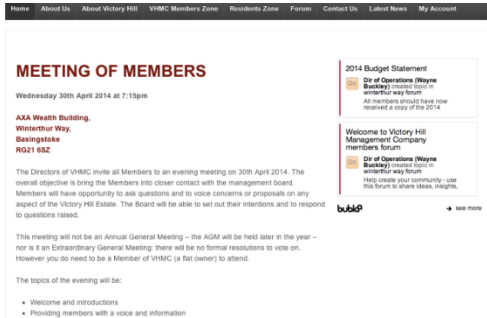 Home About Us About Victory Hill VHMC Members Zone Residents Zone Forum Contact Us Latest News My Account
MEETING OF MEMBERS
Wednesday 30th April 2014 at 7:15pm
AXA Wealth Building,
Winterthur Way,
Basingstoke
RG21 6SZ
The Directors of VHMC invite all Members to an evening meeting on 30th April 2014. The
overall objective is bring the Members into closer contact with the management board.
Members will have opportunity to ask questions and to voice concerns or proposals on any
aspect of the Victory Hill Estate. The Board will be able to set out their intentions and to respond
to questions raised.
This meeting will not be an Annual General Meeting – the AGM will be held later in the year –
nor is it an Extraordinary General Meeting: there will be no formal resolutions to vote on.
However you do need to be a Member of VHMC (a flat owner) to attend.
The topics of the evening will be:
• Welcome and introductions
• Providing members with a voice and information
2014 Budget Statement
Do
Dir of Operations (Wayne
Buckley) created topic in
winterthur way forum
All members should have now
received a copy of the 2014
Welcome to Victory Hill
Management Company
members forum
Do
Dir of Operations (Wayne
Buckley) created topic in
winterthur way forum
Help create your community - use
this forum to share ideas, insights,
see more